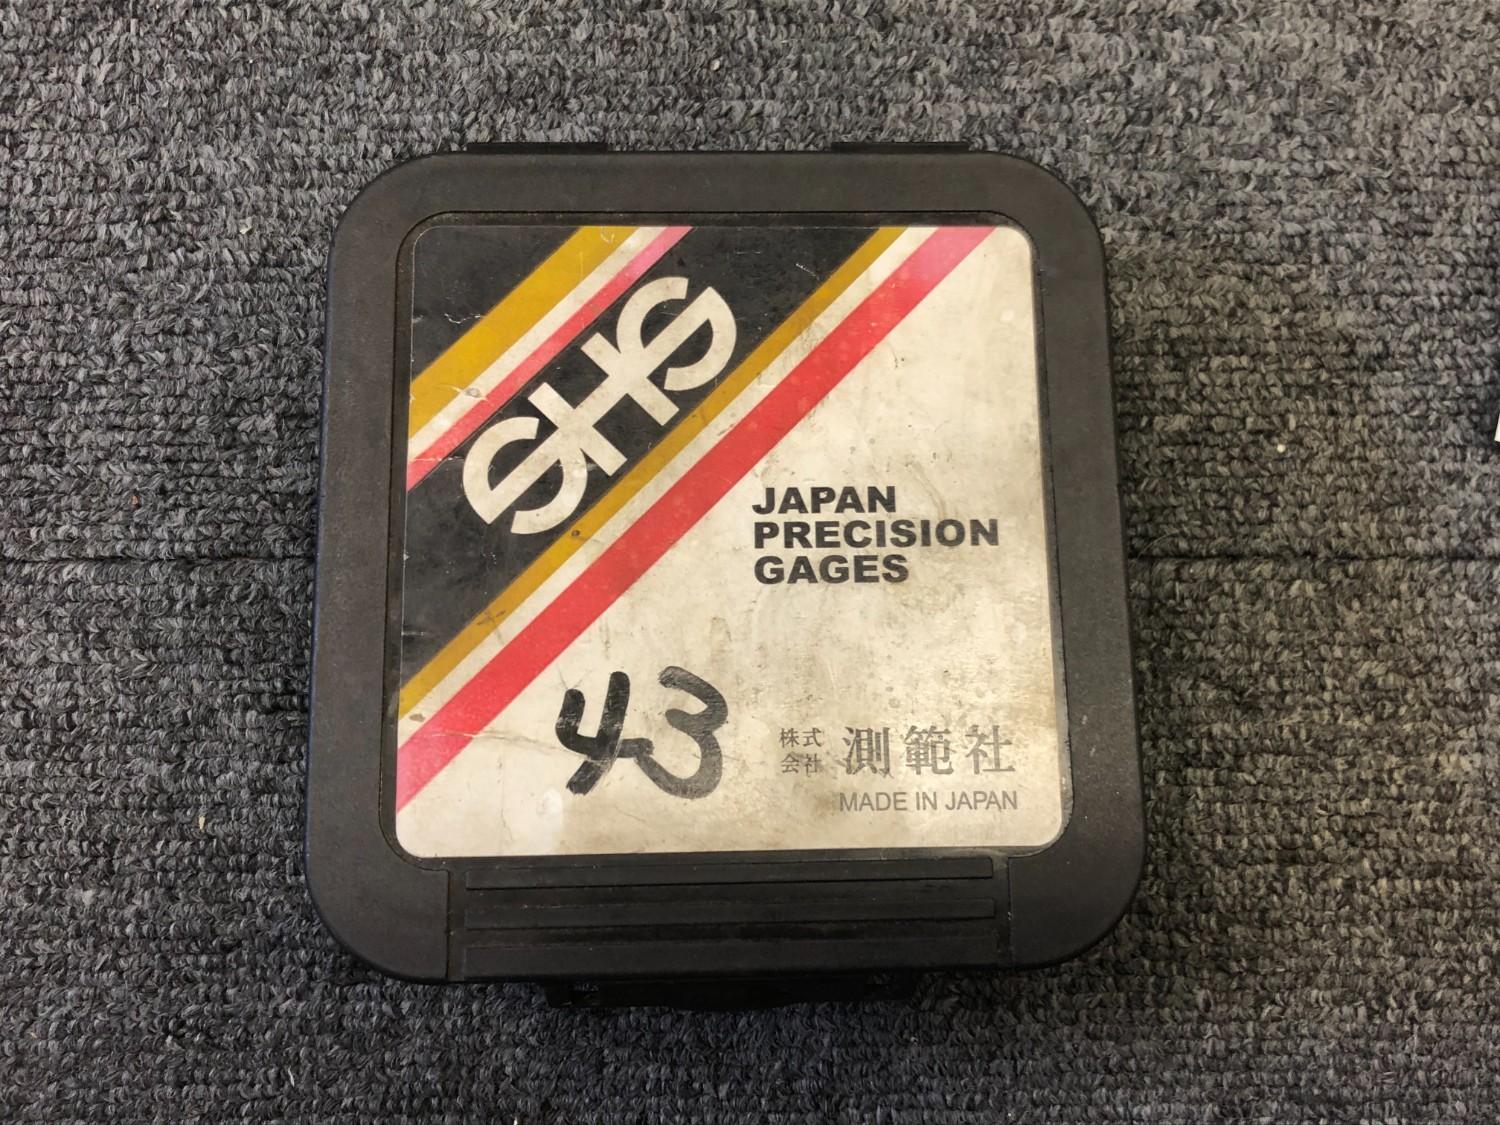 SHS
JAPAN
PRECISION
GAGES
43
株式
会社 測範社
MADE IN JAPAN